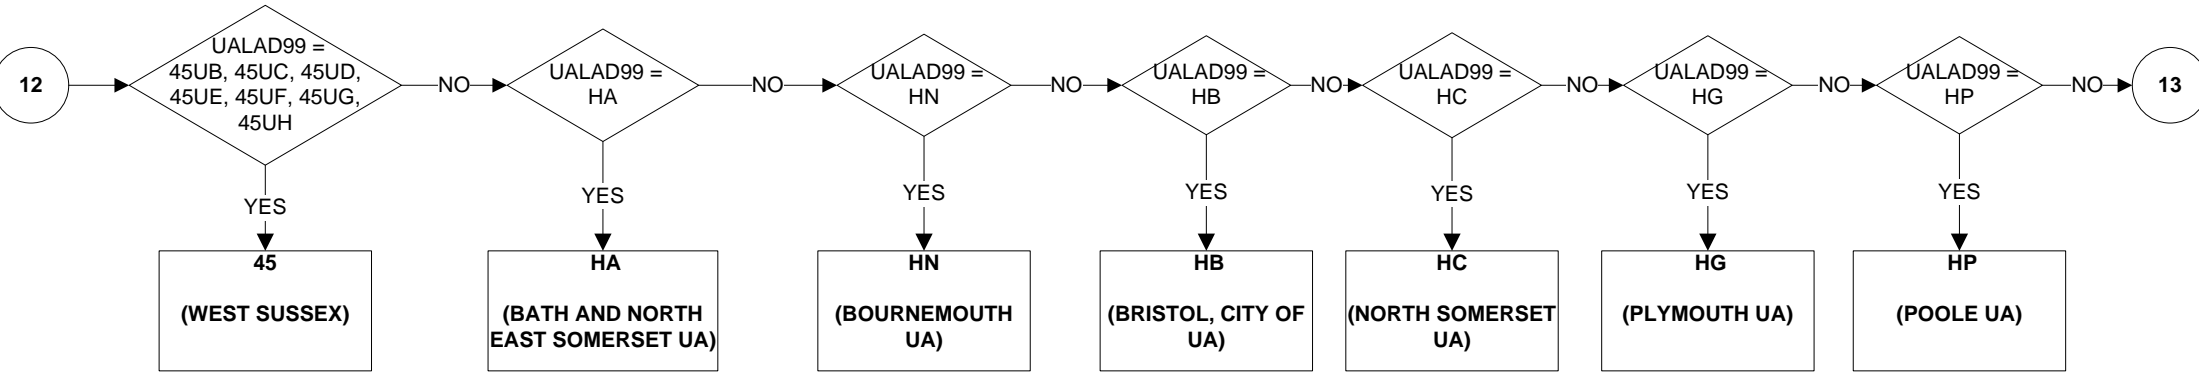 12
UALAD99 =
45UB, 45UC, 45UD,
45UE, 45UF, 45UG,
45UH
NO
UALAD99 =
HA
NO
UALAD99 =
HN
NO
UALAD99 =
HB
NO
UALAD99 =
HC
NO
UALAD99 =
HG
NO
UALAD99 =
HP
NO
13
YES
YES
YES
YES
YES
YES
YES
45
(WEST SUSSEX)
HA
(BATH AND NORTH
EAST SOMERSET UA)
HN
(BOURNEMOUTH
UA)
HB
(BRISTOL, CITY OF
UA)
HC
(NORTH SOMERSET
UA)
HG
(PLYMOUTH UA)
HP
(POOLE UA)